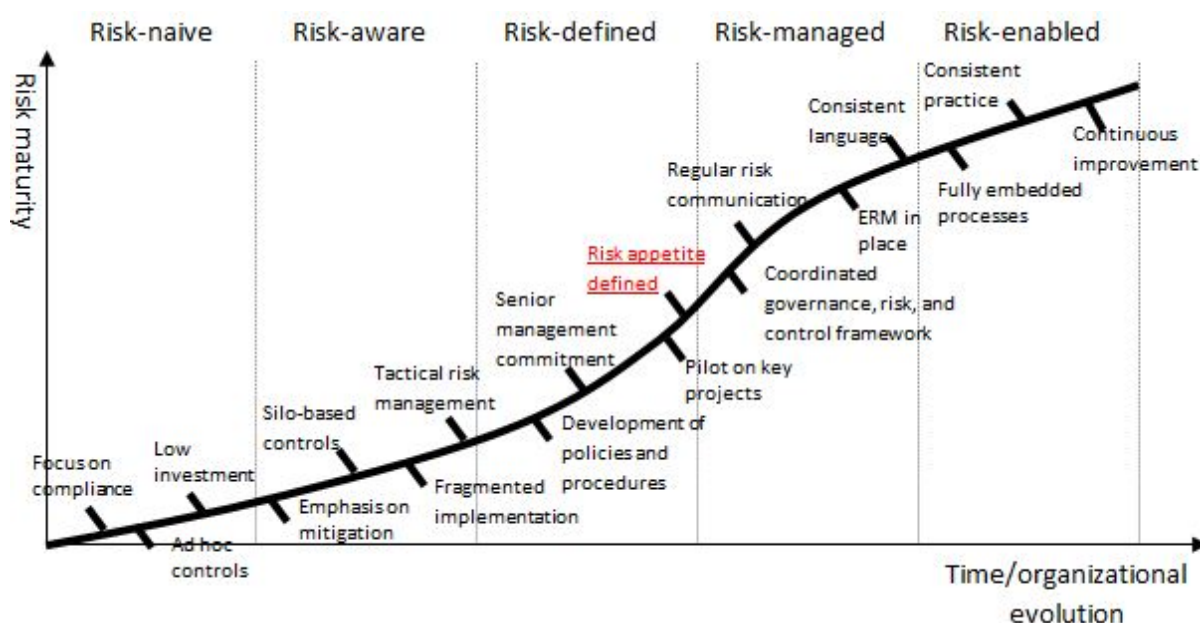 Risk-naive
Risk-aware
Risk-defined
Risk-managed
Risk-enabled
Risk maturity
Focus on
compliance
Ad hoc
controls
Low
investment
Emphasis on
mitigation
Silo-based
controls
Fragmented
implementation
Tactical risk
management
Development of
policies and
procedures
Senior
management
commitment
Pilot on key
projects
Risk appetite
defined
Coordinated
governance, risk, and
control framework
Regular risk
communication
ERM in
place
Consistent
language
Fully embedded
processes
Consistent
practice
Continuous
improvement
Time/organizational
evolution